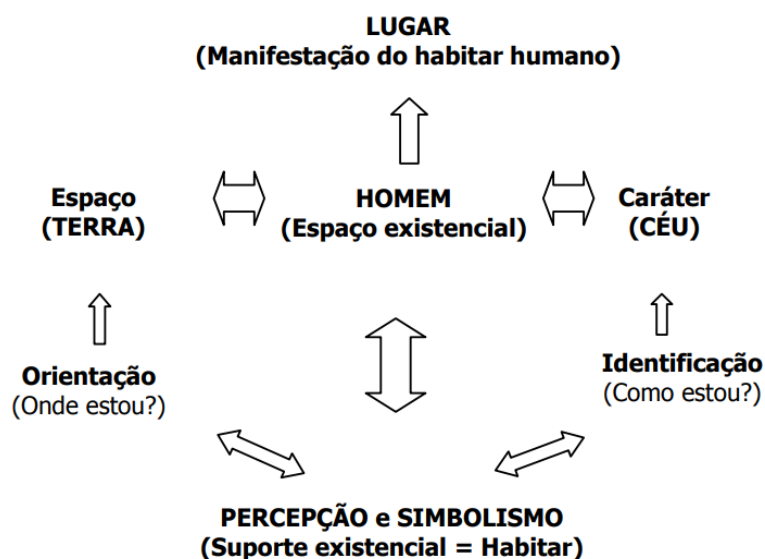 LUGAR
(Manifestação do habitar humano)
Espaço
(TERRA)
HOMEM
(Espaço existencial)
Caráter
(CÉU)
Orientação
(Onde estou?)
Identificação
(Como estou?)
PERCEPÇÃO e SIMBOLISMO
(Suporte existencial = Habitar)